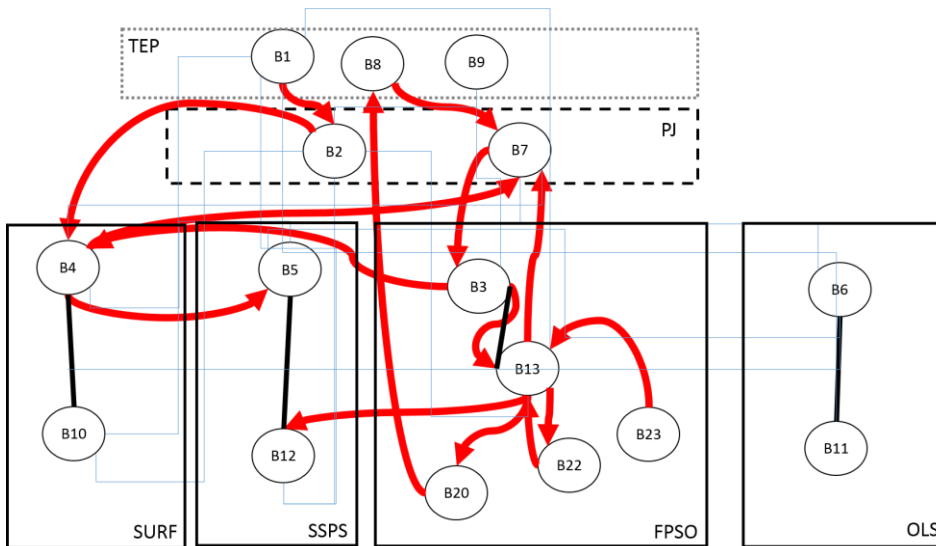 TEP
B1
B8
B9
PJ
B2
B7
B4
B5
B3
B6
B13
B10
B12
B20
B22
B23
B11
SURF
SSPS
FPSO
OLS